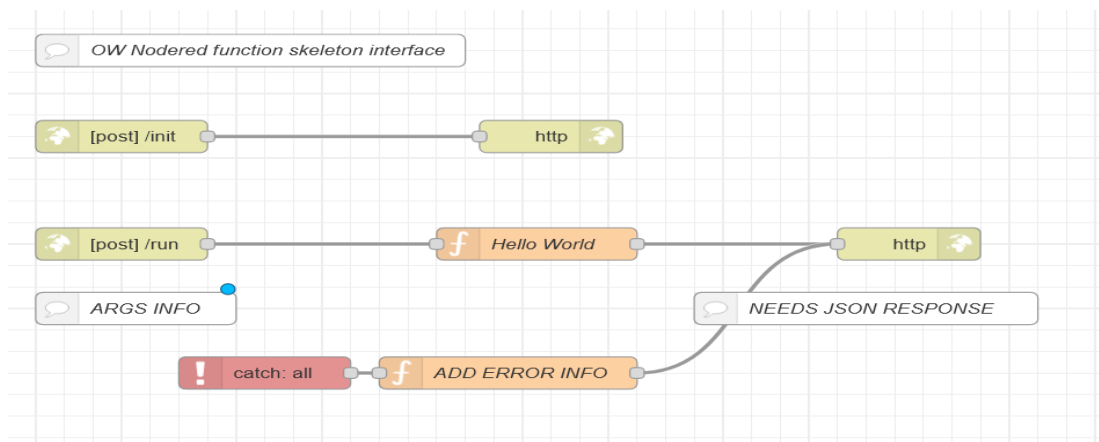 OW Nodered function skeleton interface
[post] /init
http
[post] /run
Hello World
http
ARGS INFO
NEEDS JSON RESPONSE
catch: all
ADD ERROR INFO